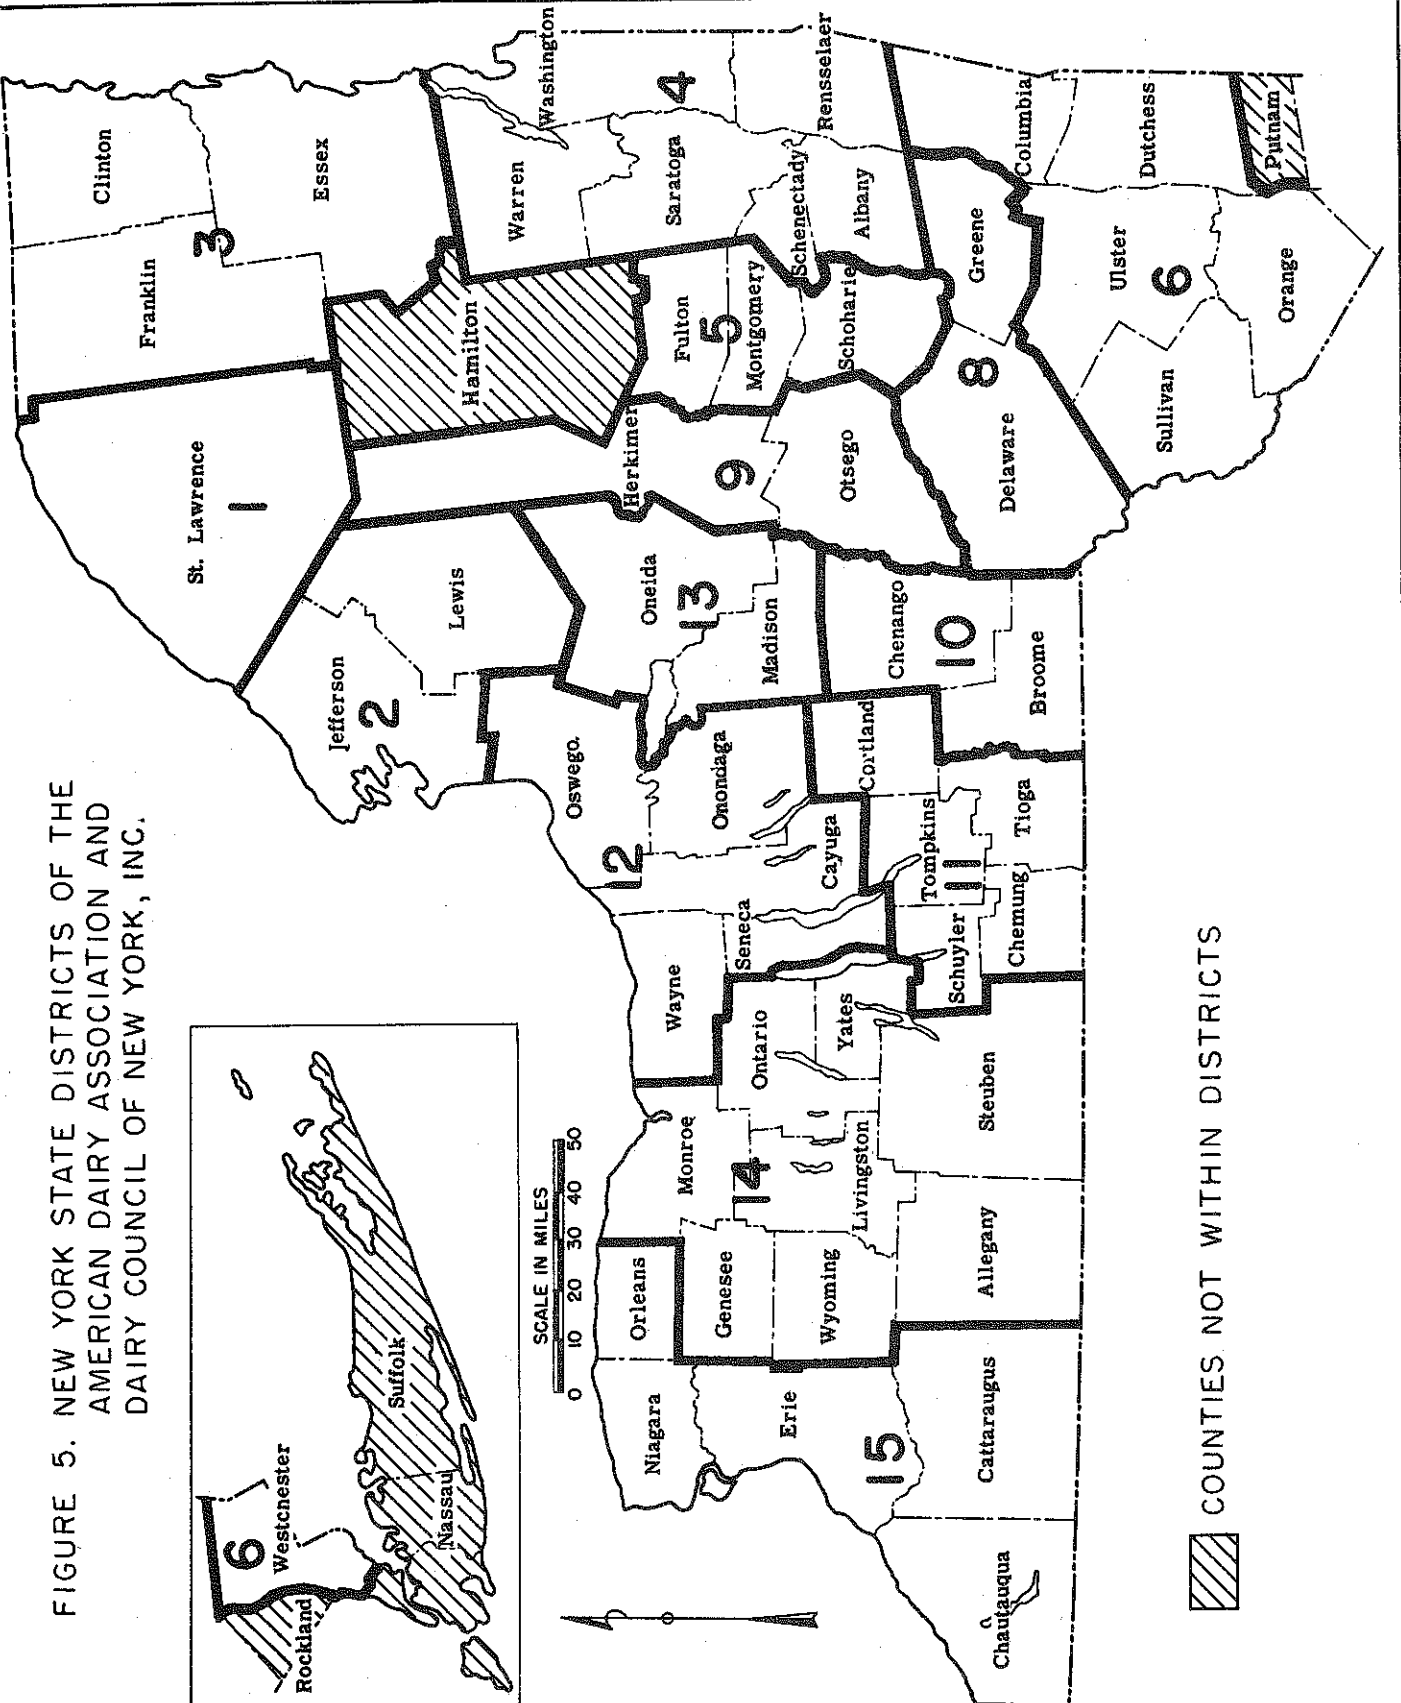 FIGURE 5. NEW YORK STATE DISTRICTS OF THE
AMERICAN DAIRY ASSOCIATION AND
DAIRY COUNCIL OF NEW YORK, INC.
Clinton
Franklin
3
Essex
St. Lawrence
1
Jefferson
2
Lewis
Hamilton
Warren
Washington
4
Saratoga
Fulton
5
Montgomery
Schenectady
Rensselaer
Albany
Schoharie
Herkimer
9
Otsego
Oneida
13
Madison
Oswego.
12
Onondaga
Cayuga
Seneca
Wayne
Cortland
Chenango
10
Broome
Tompkins
11
Tioga
Schuyler
Chemung
Ontario
Yates
Monroe
14
Livingston
Steuben
Orleans
Genesee
Wyoming
Allegany
Niagara
Erie
15
Cattaraugus
Chautauqua
Greene
8
Delaware
Columbia
Dutchess
Putnam
Ulster
6
Sullivan
Orange
6
Westcnester
Rockland
Nassau
Suffolk
SCALE IN MILES
0 10 20 30 40 50
COUNTIES NOT WITHIN DISTRICTS